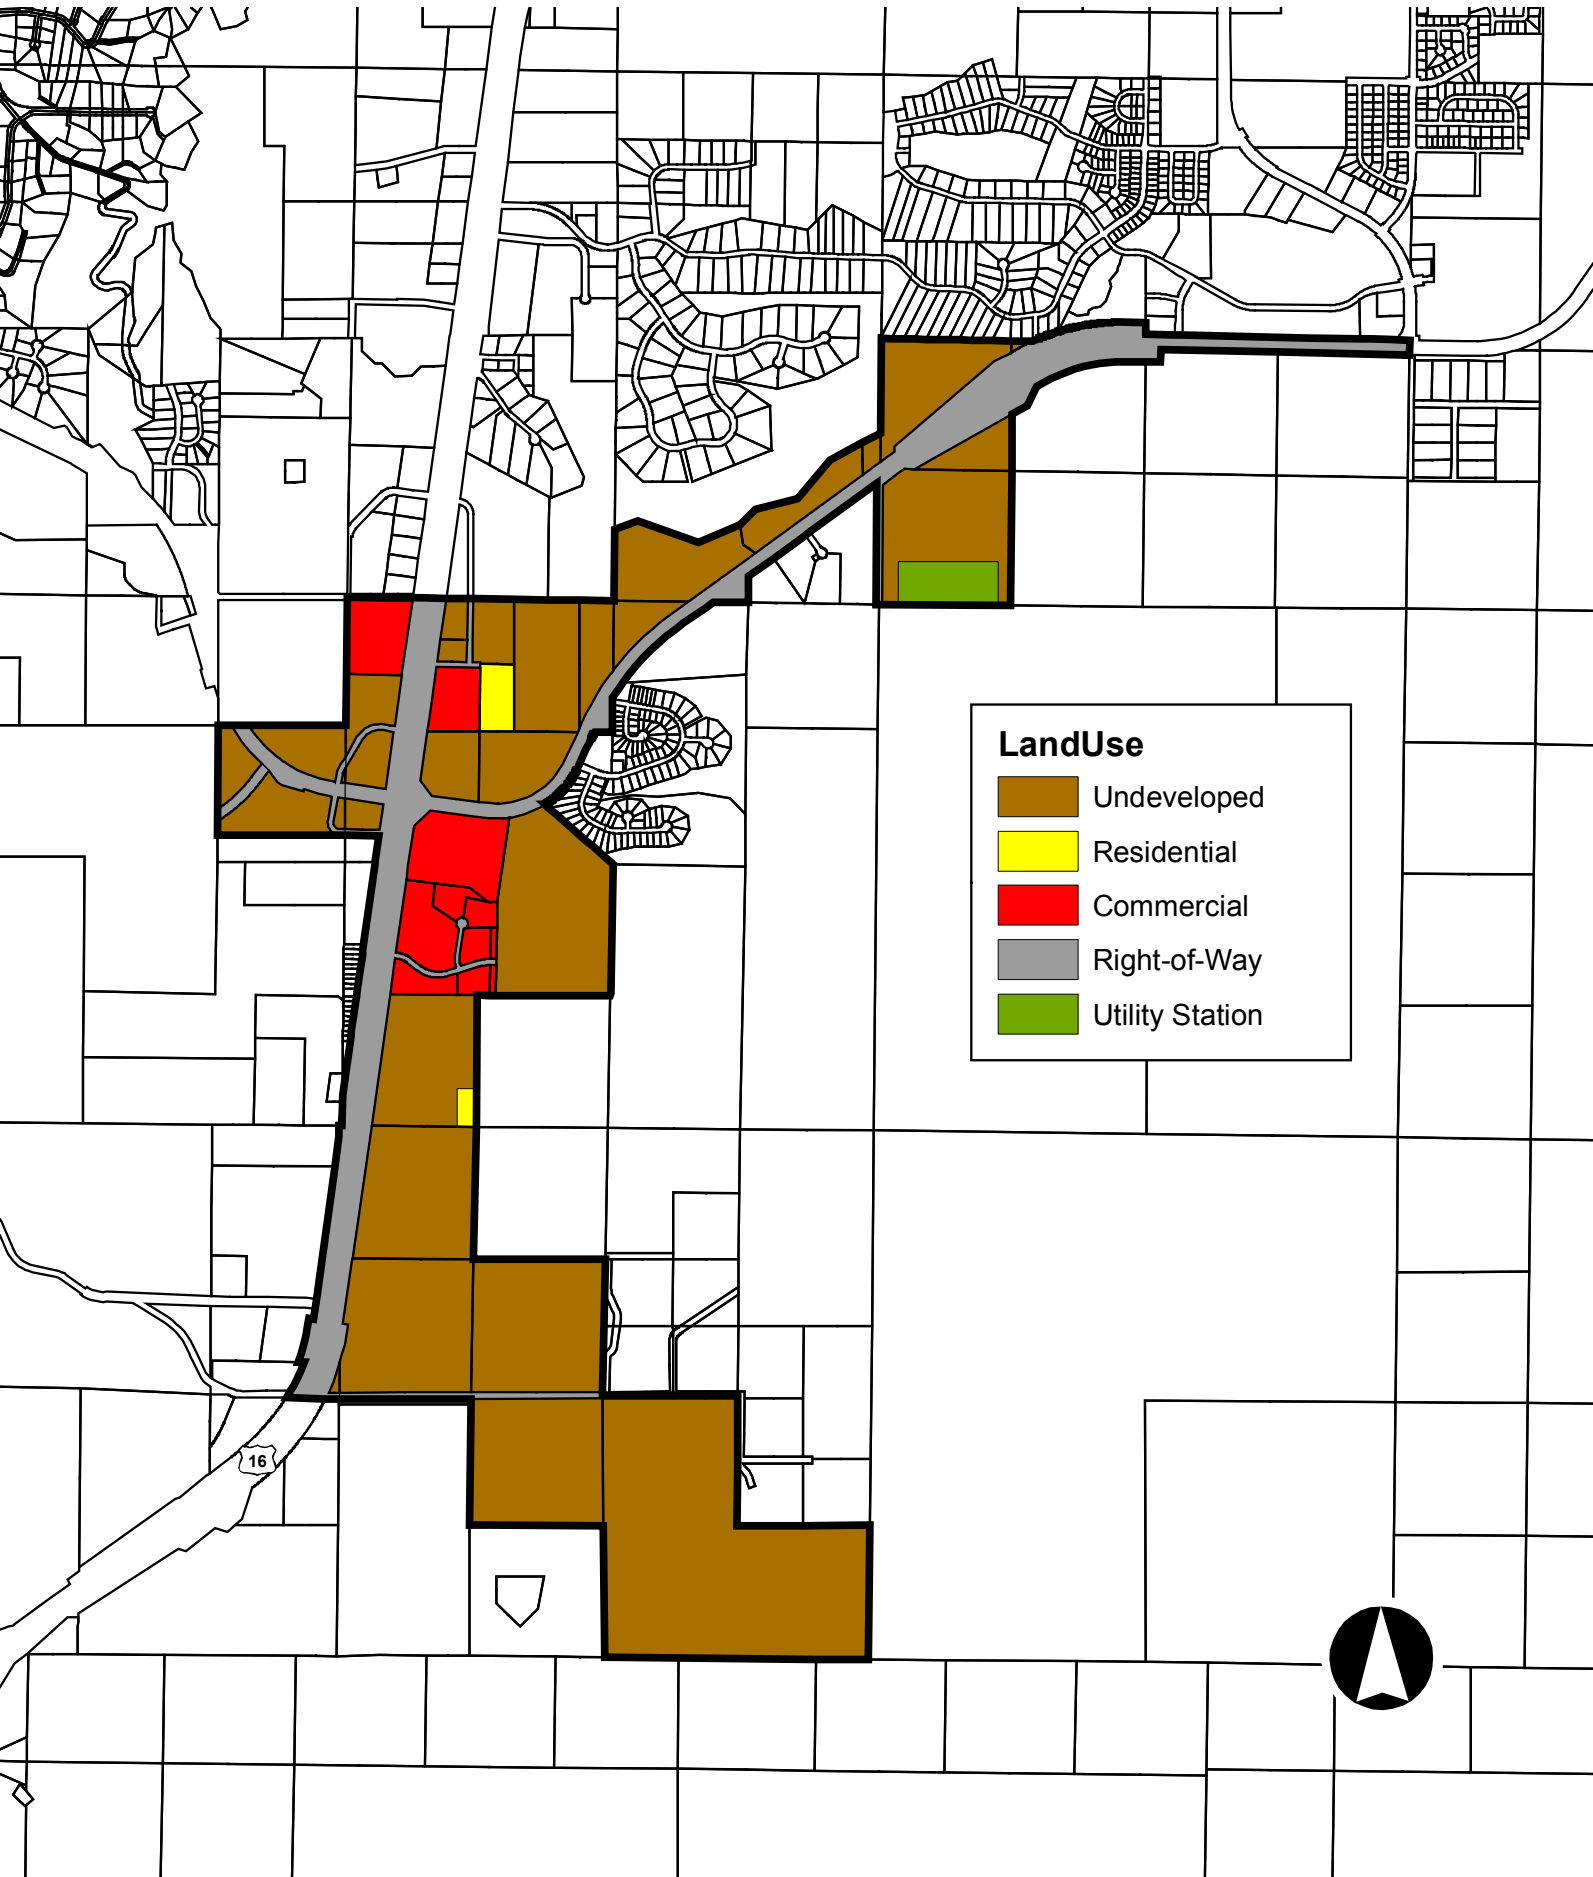 LandUse
Undeveloped
Residential
Commercial
Right-of-Way
Utility Station
16